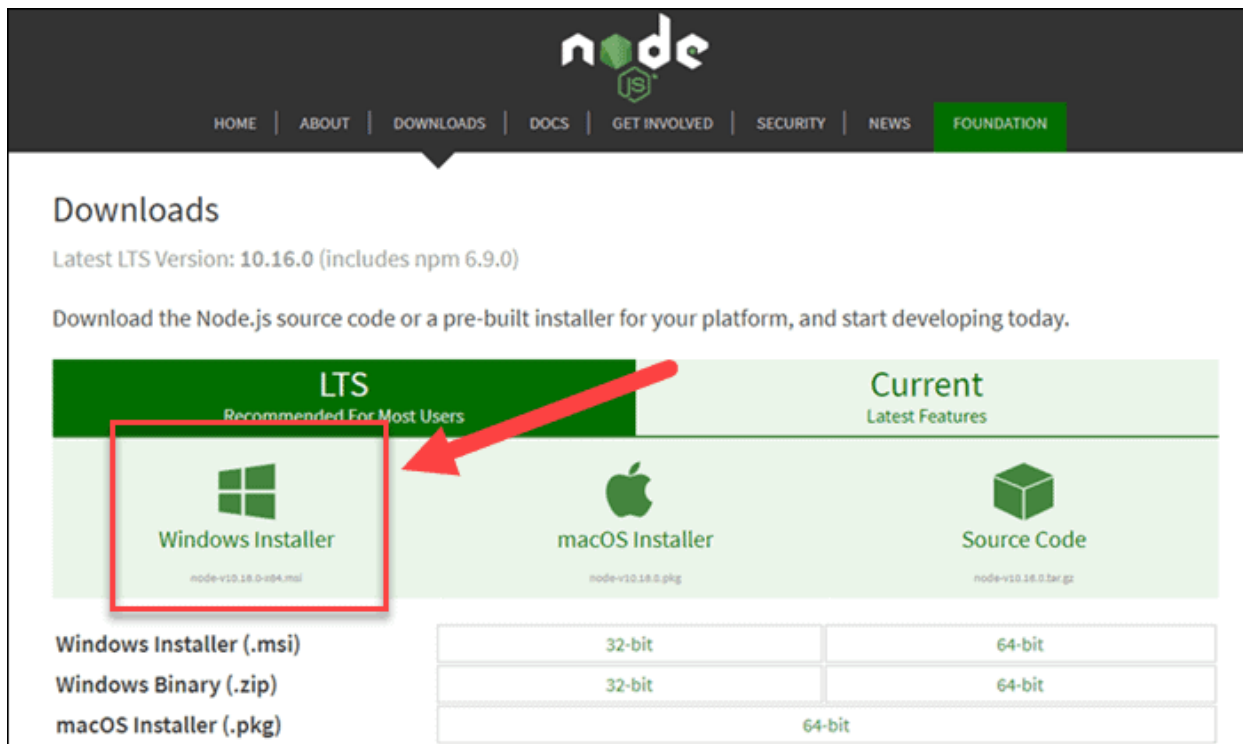 node
JS
HOME | ABOUT | DOWNLOADS | DOCS | GET INVOLVED | SECURITY | NEWS FOUNDATION
Downloads
Latest LTS Version: 10.16.0 (includes npm 6.9.0)
Download the Node.js source code or a pre-built installer for your platform, and start developing today.
LTS
Recommended For Most Users
Current
Latest Features
Windows Installer
node-v10.16.0-x64.msi
macOS Installer
node-v10.16.0.pkg
Source Code
node-v10.16.0.tar.gz
Windows Installer (.msi) 32-bit 64-bit
Windows Binary (.zip) 32-bit 64-bit
macOS Installer (.pkg) 64-bit